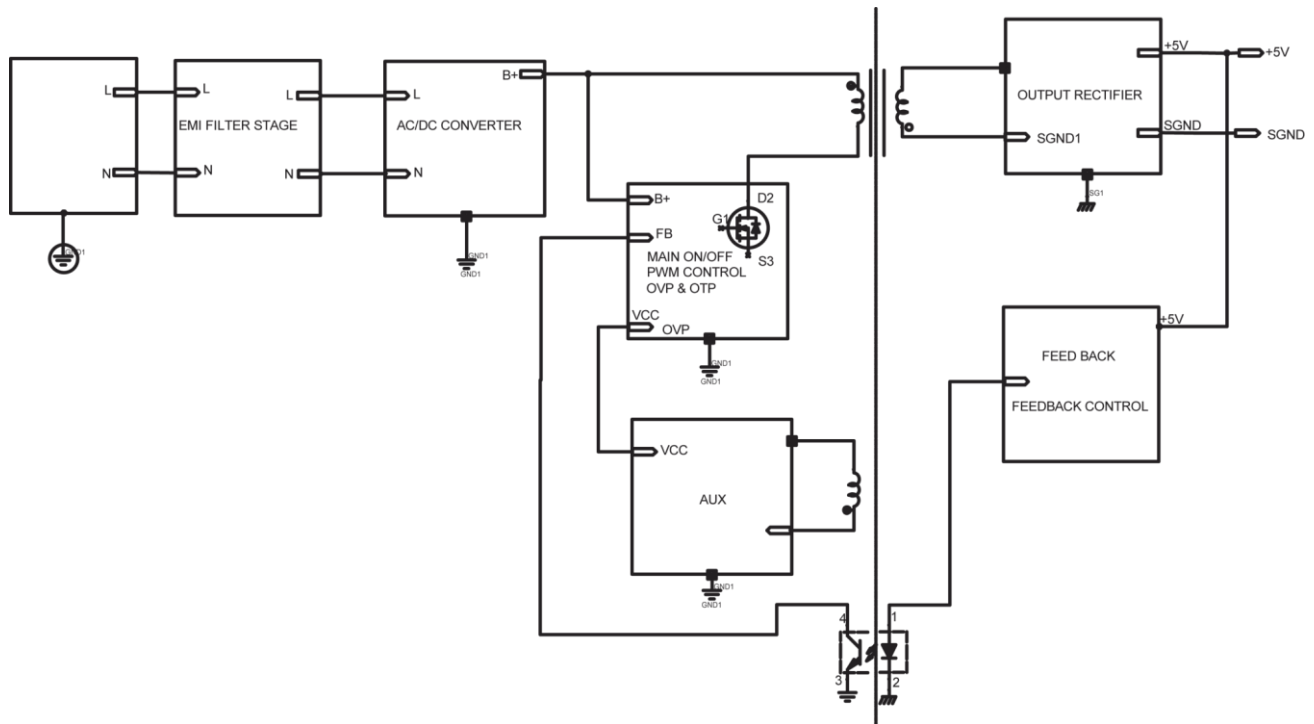 L
N
GND1
L
N
EMI FILTER STAGE
L
N
L
N
AC/DC CONVERTER
B+
GND1
GND1
B+
FB
G1
D2
S3
MAIN ON/OFF
PWM CONTROL
OVP & OTP
VCC
OVP
GND1
GND1
VCC
AUX
GND1
GND1
OUTPUT RECTIFIER
SGND1
+5V
SGND
SG1
+5V
SGND
+5V
FEED BACK
FEEDBACK CONTROL
4
3
1
2